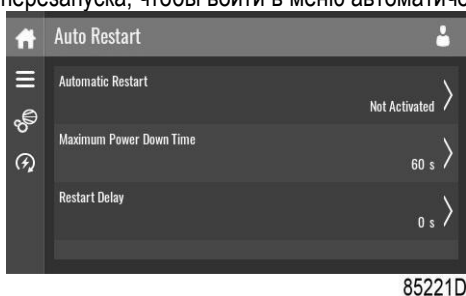 перезапуска, чтобы войти в меню автоматиче
Auto Restart
Automatic Restart
Not Activated
Maximum Power Down Time
60 s
Restart Delay
0 s
85221D